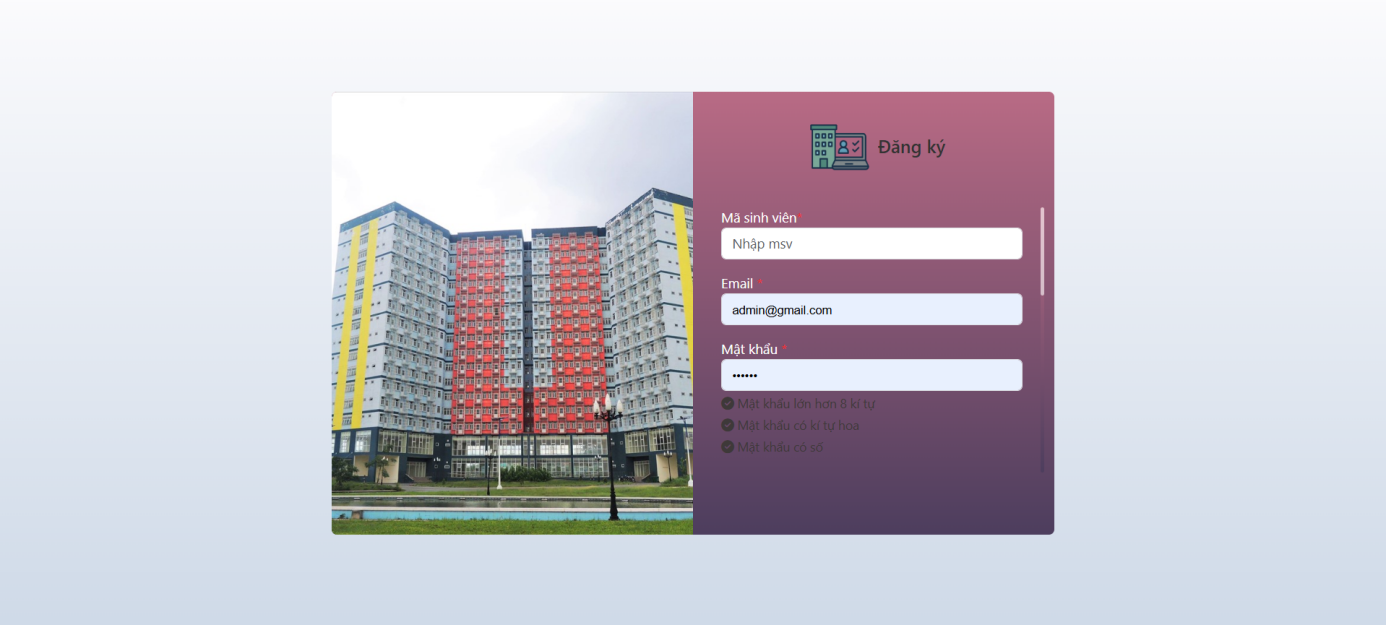 Đăng ký
Mã sinh viên*
Nhập msv
Email *
admin@gmail.com
Mật khẩu *
••••••
Mật khẩu lớn hơn 8 kí tự
Mật khẩu có kí tự hoa
Mật khẩu có số